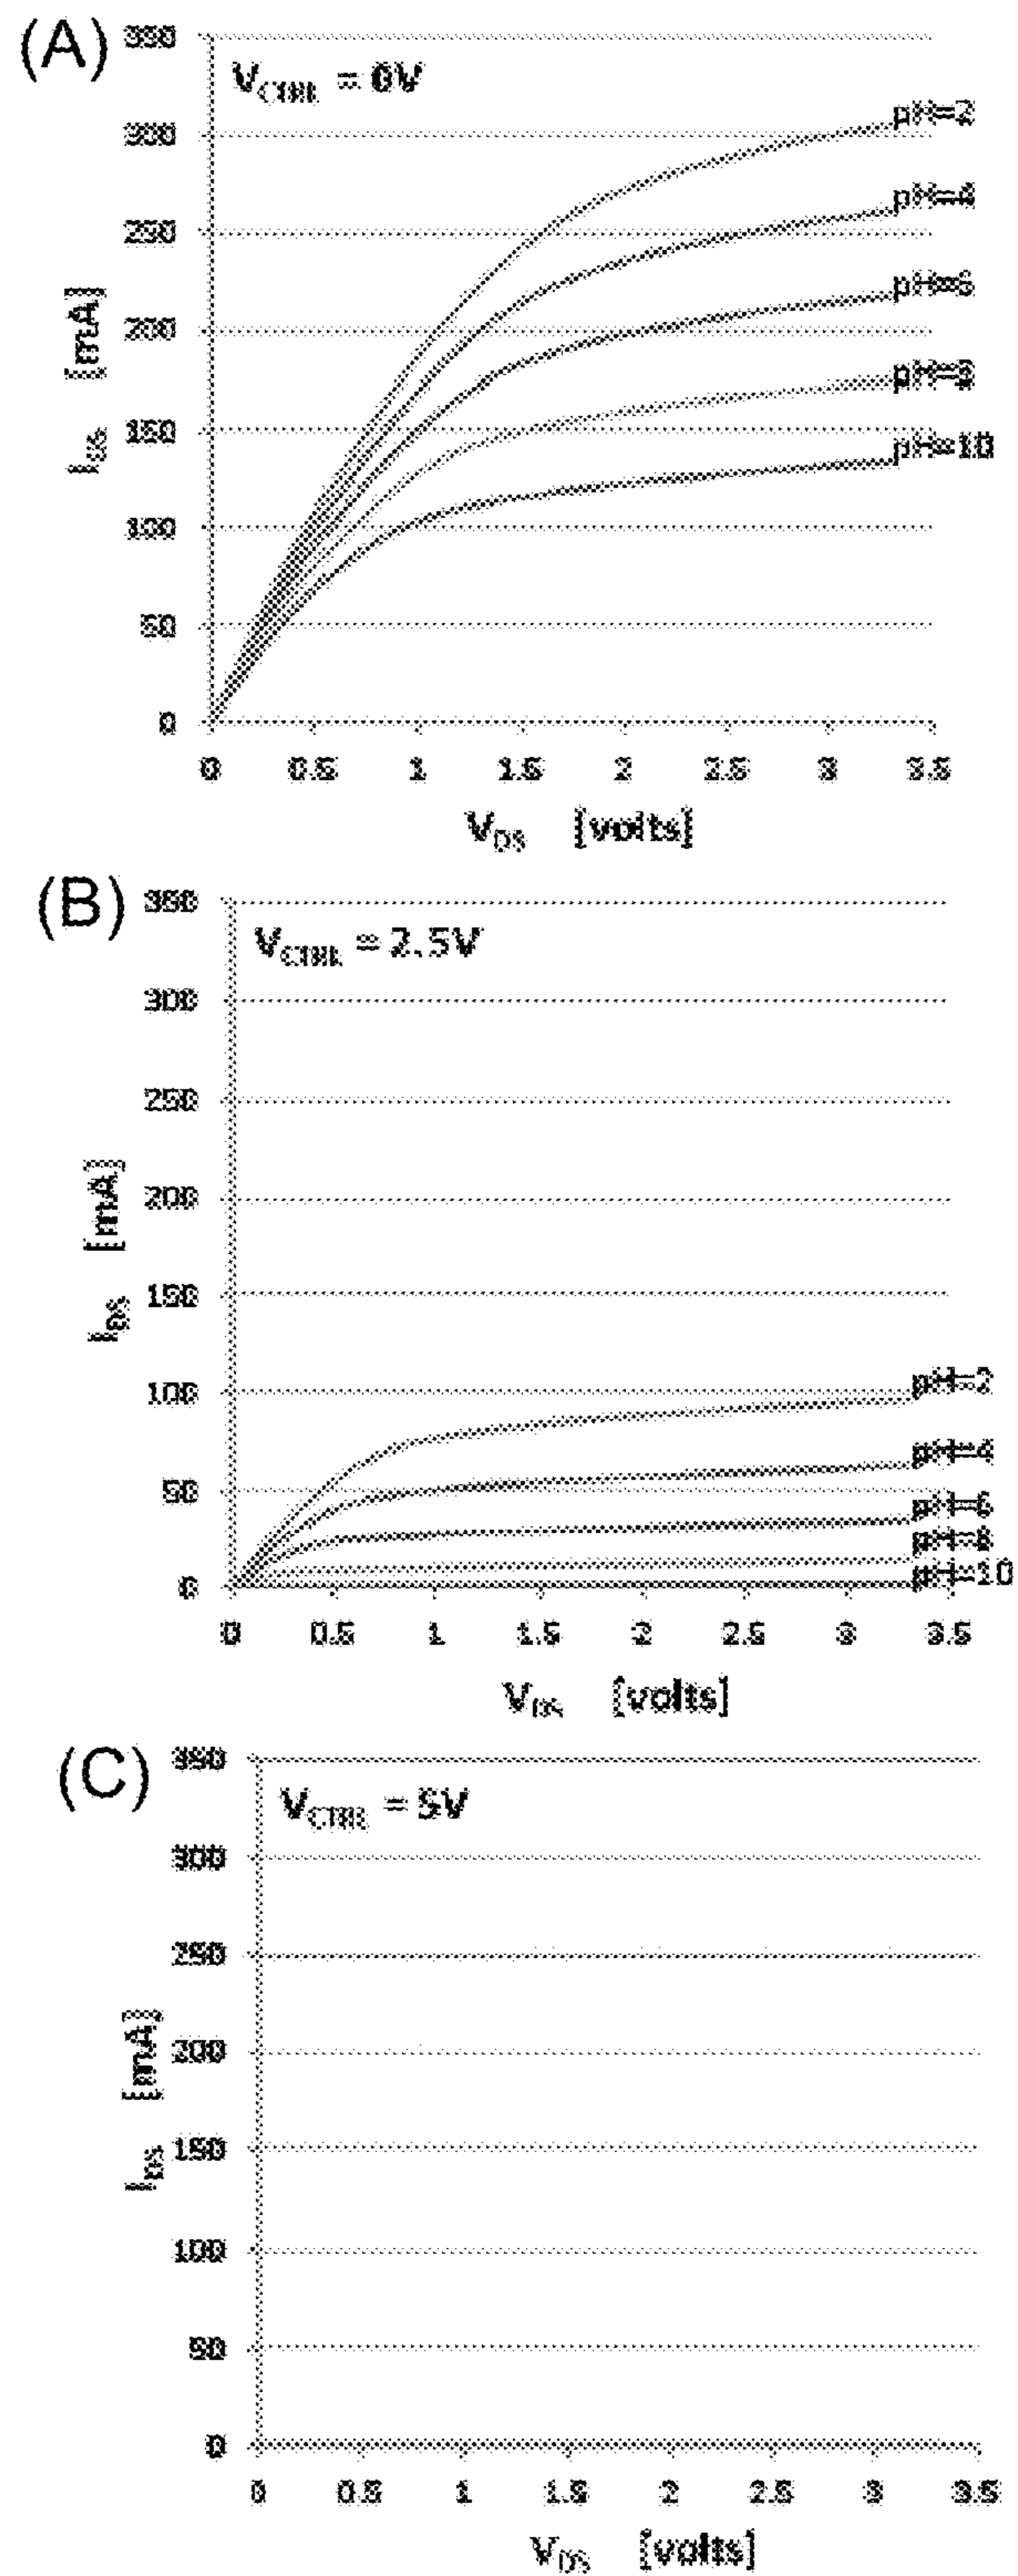 (A)
V_CTRL = 0V
350
300
250
200
150
100
50
0
I_DS [mA]
pH=2
pH=4
pH=6
pH=8
pH=10
0 0.5 1 1.5 2 2.5 3 3.5
V_DS [volts]
(B)
V_CTRL = 2.5V
350
300
250
200
150
100
50
0
I_DS [mA]
pH=2
pH=4
pH=6
pH=8
pH=10
0 0.5 1 1.5 2 2.5 3 3.5
V_DS [volts]
(C)
V_CTRL = 5V
350
300
250
200
150
100
50
0
I_DS [mA]
0 0.5 1 1.5 2 2.5 3 3.5
V_DS [volts]